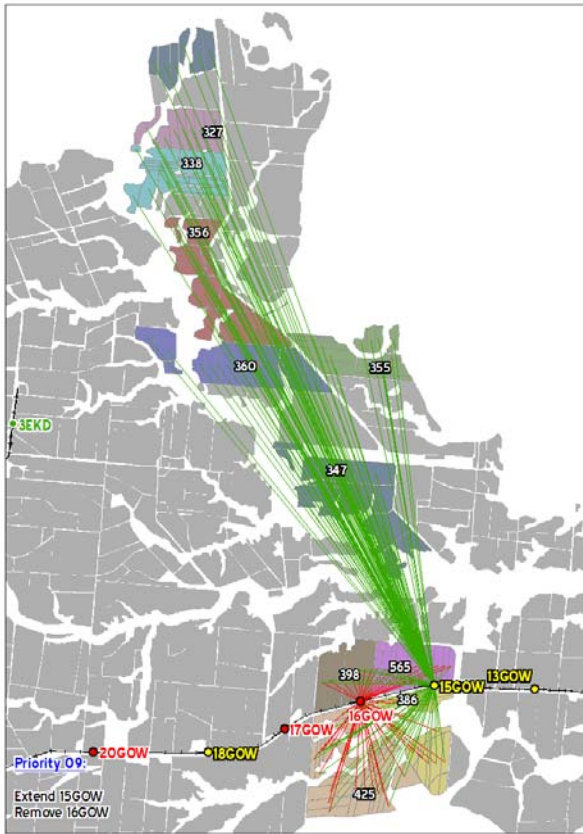 327
338
356
360
355
3EKD
347
398
565
13GOW
15GOW
386
16GOW
17GOW
20GOW
18GOW
Priority 09:
425
Extend 15GOW
Remove 16GOW